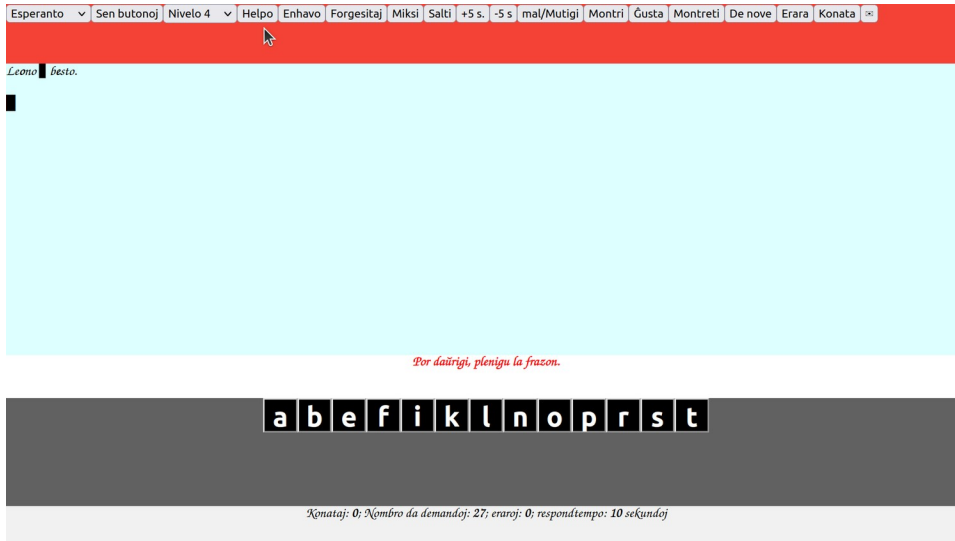 Esperanto Sen butonoj Nivelo 4 Helpo Enhavo Forgesitaj Miksi Salti +5 s. -5 s mal/Mutigi Montri Ĝusta Montreti De nove Erara Konata ✉
Leono █ besto.
Por daŭrigi, plenigu la frazon.
a b e f i k l n o p r s t
Konataj: 0; Nombro da demandoj: 27; eraroj: 0; respondtempo: 10 sekundoj